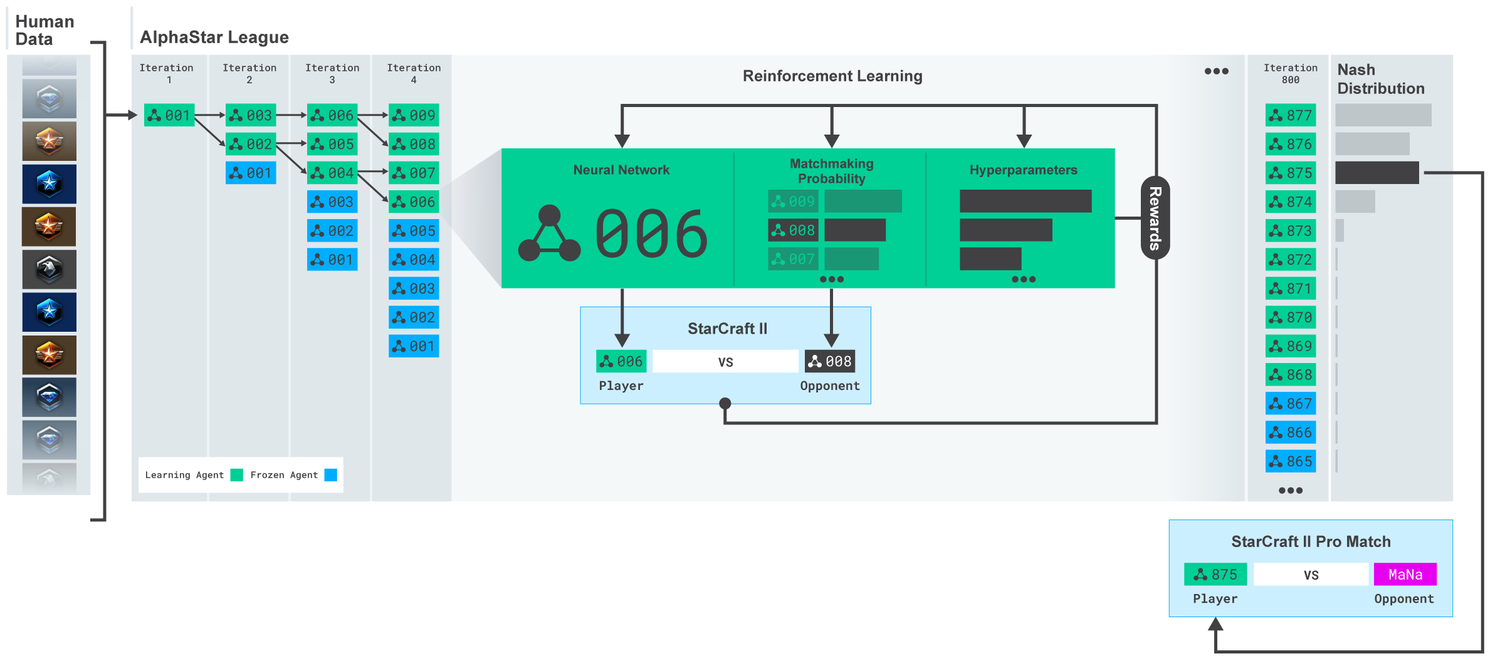 Human
Data
AlphaStar League
Iteration
1
Iteration
2
Iteration
3
Iteration
4
001
003
002
001
006
005
004
003
002
001
009
008
007
006
005
004
003
002
001
Learning Agent
Frozen Agent
Reinforcement Learning
Neural Network
006
Matchmaking
Probability
009
008
007
Hyperparameters
Rewards
StarCraft II
006 VS 008
Player Opponent
Iteration
800
877
876
875
874
873
872
871
870
869
868
867
866
865
Nash
Distribution
StarCraft II Pro Match
875 VS MaNa
Player Opponent